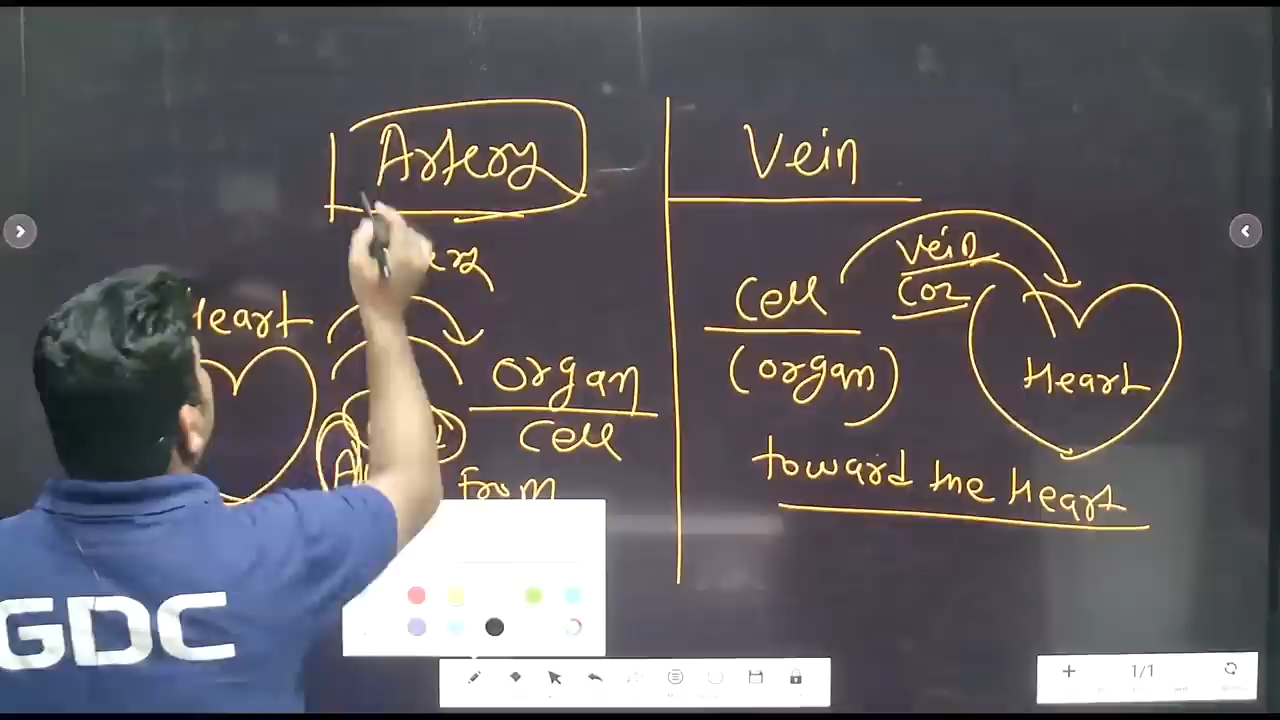 Artery
Heart
organ
Cell
From
Vein
Vein
CO2
Cell
(organ)
Heart
toward the Heart
GDC
1/1